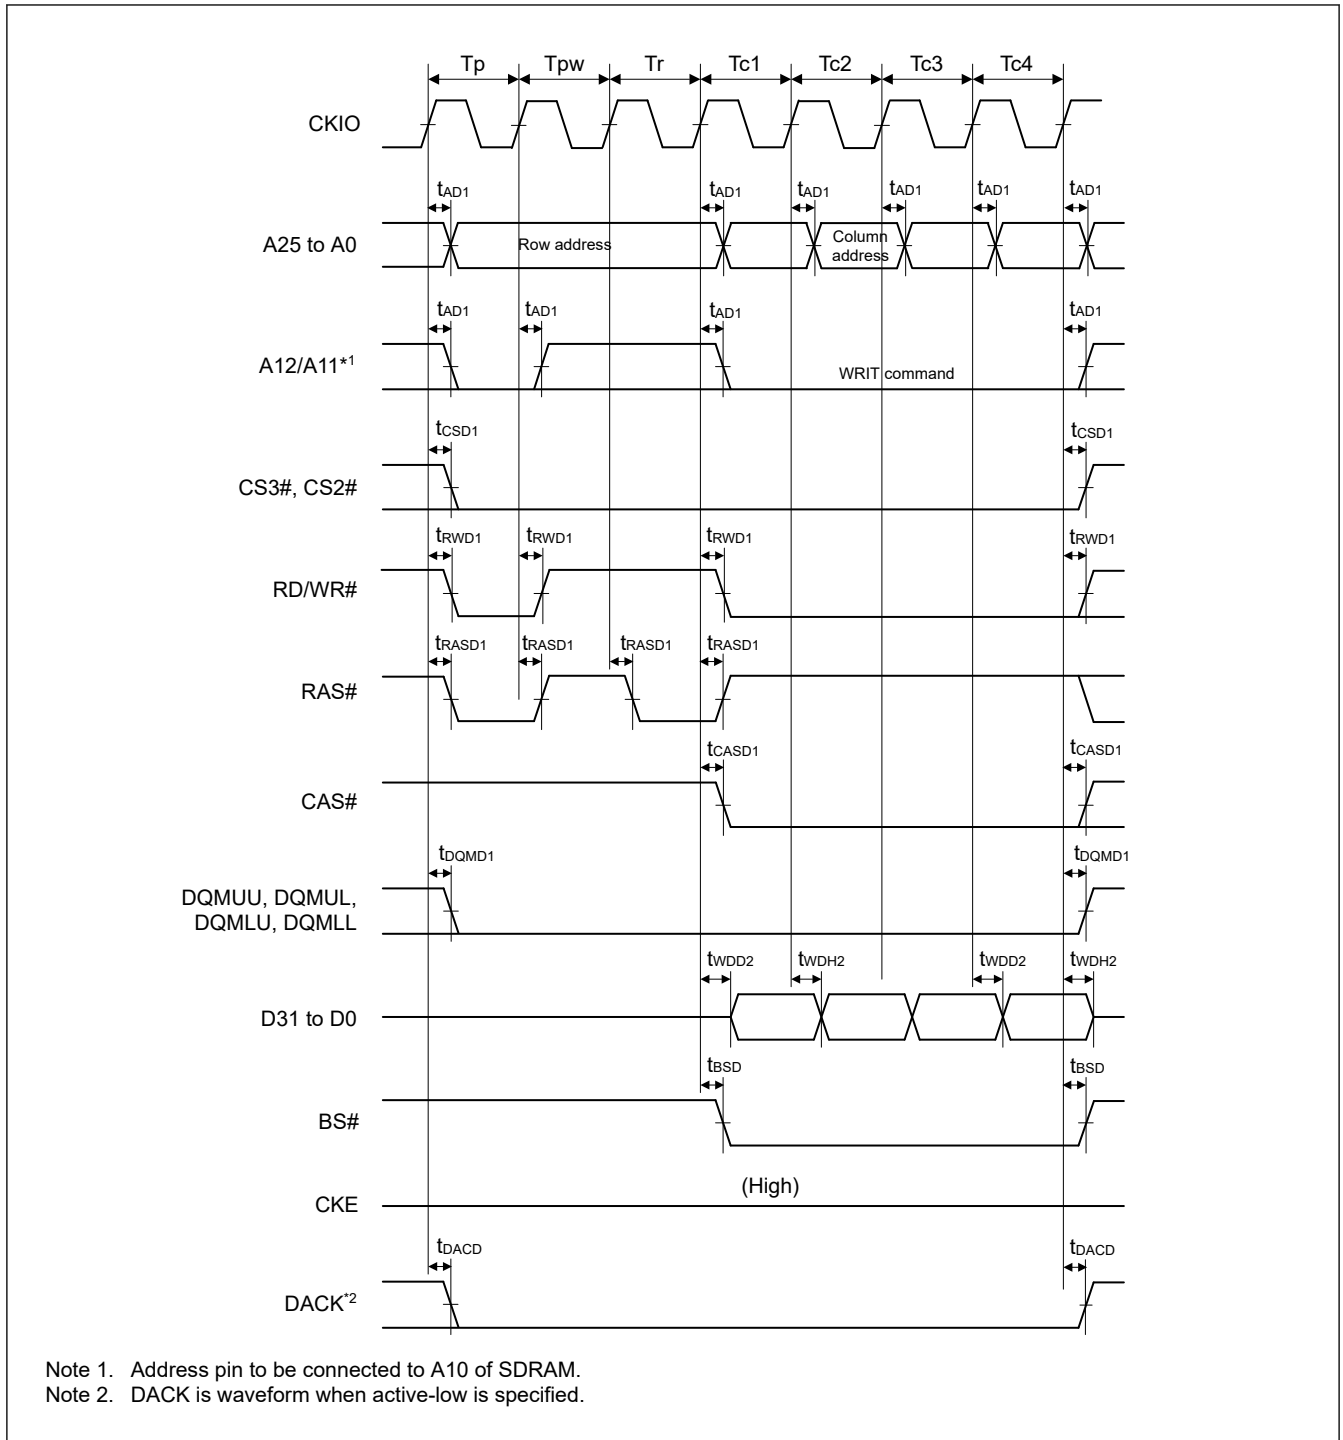 Tp Tpw Tr Tc1 Tc2 Tc3 Tc4
CKIO
tAD1 tAD1 tAD1 tAD1 tAD1 tAD1
A25 to A0
Row address
Column
address
tAD1 tAD1 tAD1 tAD1
A12/A11*1
WRIT command
tCSD1 tCSD1
CS3#, CS2#
tRWD1 tRWD1 tRWD1 tRWD1
RD/WR#
tRASD1 tRASD1 tRASD1 tRASD1
RAS#
tCASD1 tCASD1
CAS#
tDQMD1 tDQMD1
DQMUU, DQMUL,
DQMLU, DQMLL
tWDD2 tWDH2 tWDD2 tWDH2
D31 to D0
tBSD tBSD
BS#
(High)
CKE
tDACD tDACD
DACK*2
Note 1. Address pin to be connected to A10 of SDRAM.
Note 2. DACK is waveform when active-low is specified.